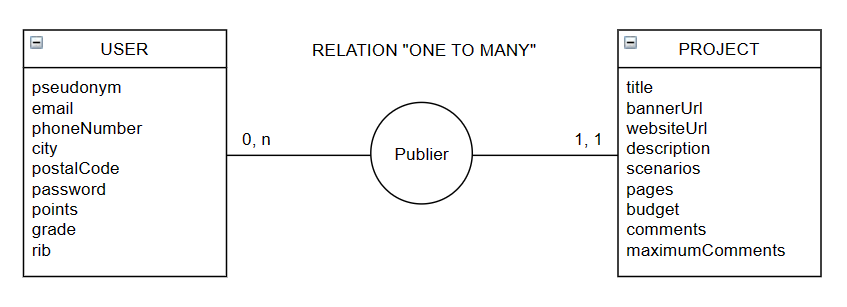 USER
RELATION "ONE TO MANY"
PROJECT
pseudonym
email
phoneNumber
city
postalCode
password
points
grade
rib
0, n
Publier
1, 1
title
bannerUrl
websiteUrl
description
scenarios
pages
budget
comments
maximumComments